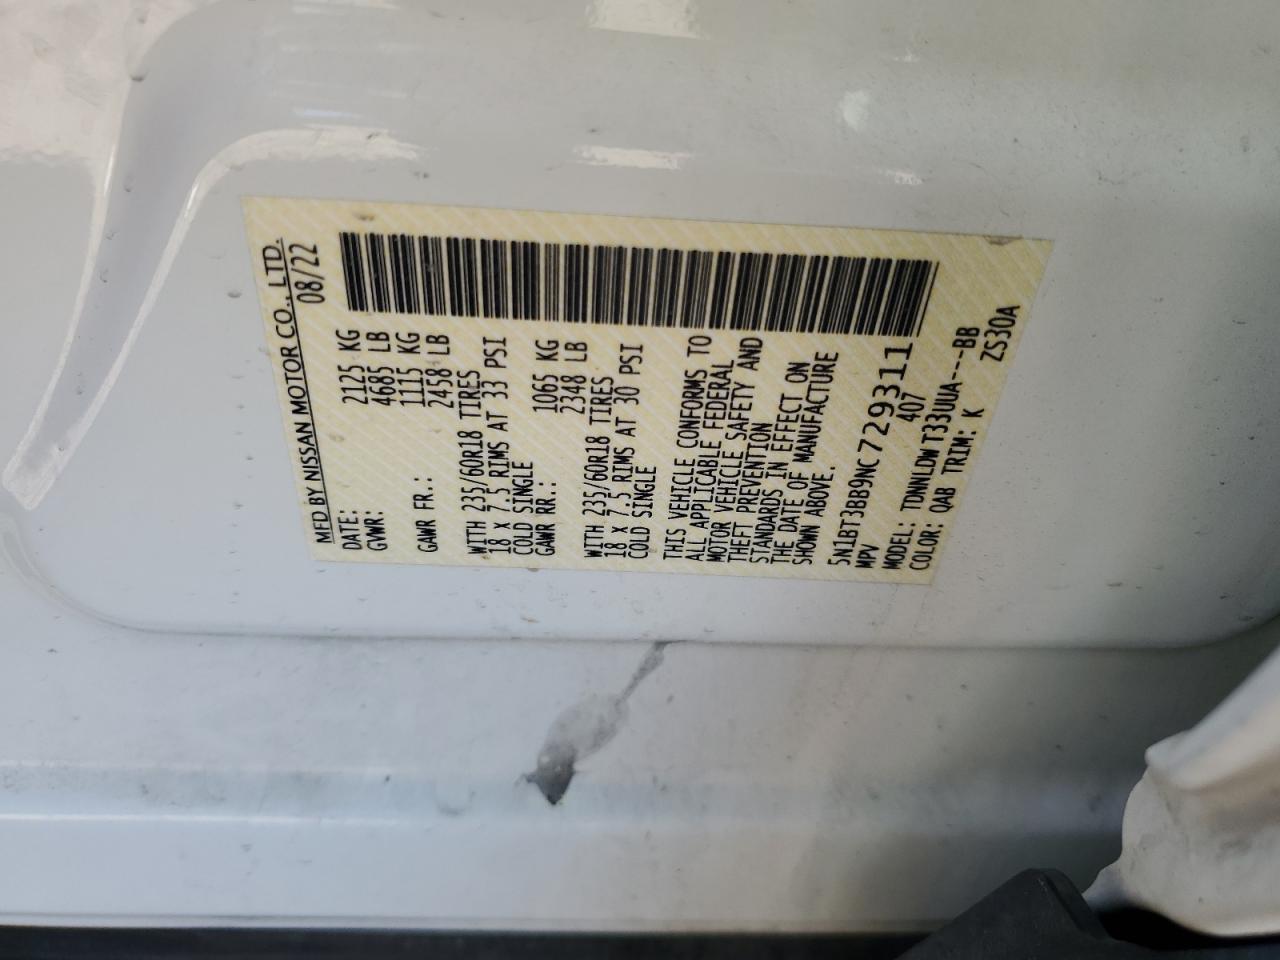 MFD BY NISSAN MOTOR CO., LTD.
DATE: 08/22
GVWR: 2125 KG
4685 LB
GAWR FR.: 1115 KG
2458 LB
WITH 235/60R18 TIRES
18 X 7.5 RIMS AT 33 PSI
COLD SINGLE
GAWR RR.: 1065 KG
2348 LB
WITH 235/60R18 TIRES
18 X 7.5 RIMS AT 30 PSI
COLD SINGLE
THIS VEHICLE CONFORMS TO
ALL APPLICABLE FEDERAL
MOTOR VEHICLE SAFETY AND
THEFT PREVENTION
STANDARDS IN EFFECT ON
THE DATE OF MANUFACTURE
SHOWN ABOVE.
5N1BT3BB9NC729311
MPV 407
MODEL: TDNNLDWT33UUA----BB
COLOR: QAB TRIM: K ZS30A